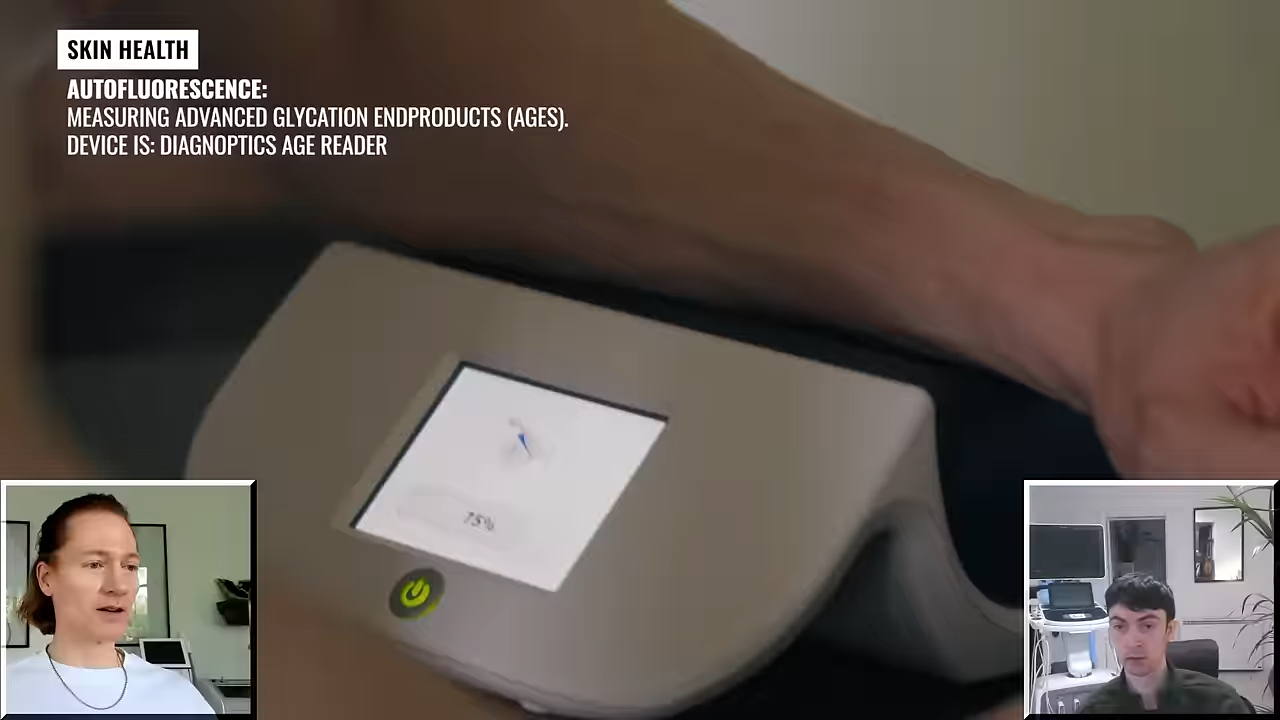 SKIN HEALTH
AUTOFLUORESCENCE:
MEASURING ADVANCED GLYCATION ENDPRODUCTS (AGES).
DEVICE IS: DIAGNOPTICS AGE READER
75%